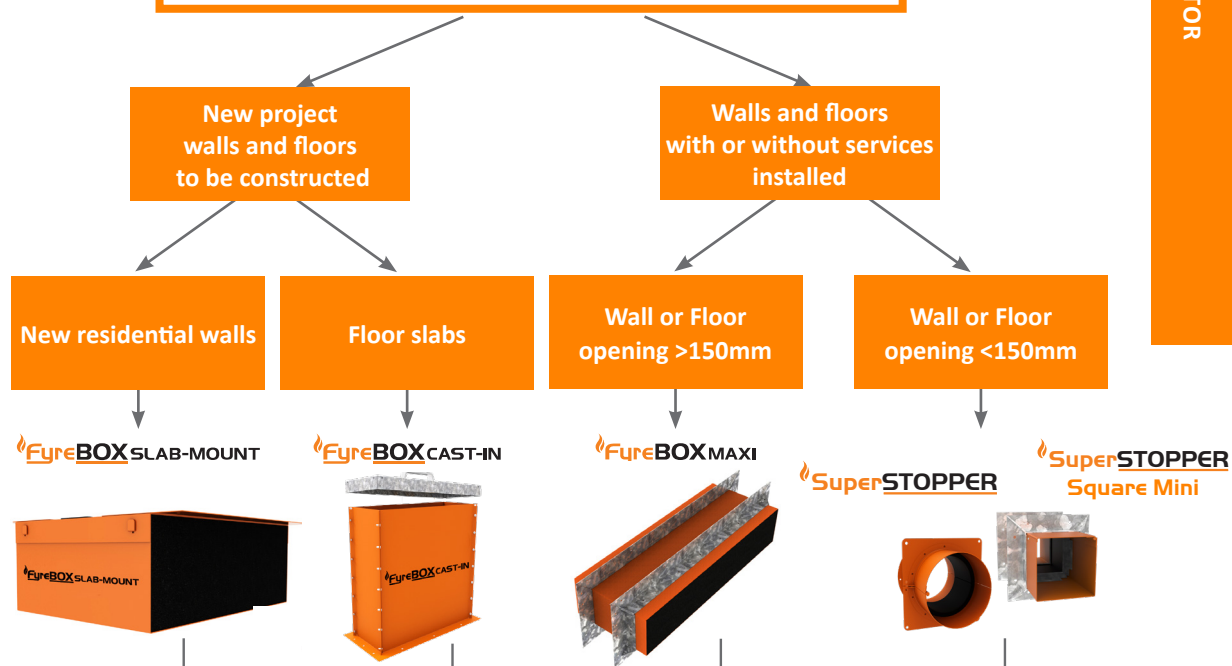 TOR
New project
walls and floors
to be constructed
Walls and floors
with or without services
installed
New residential walls
Floor slabs
Wall or Floor
opening >150mm
Wall or Floor
opening <150mm
FyreBOX SLAB-MOUNT
FyreBOX CAST-IN
FyreBOX MAXI
SuperSTOPPER
SuperSTOPPER
Square Mini
FyreBOX SLAB-MOUNT
FyreBOX CAST-IN